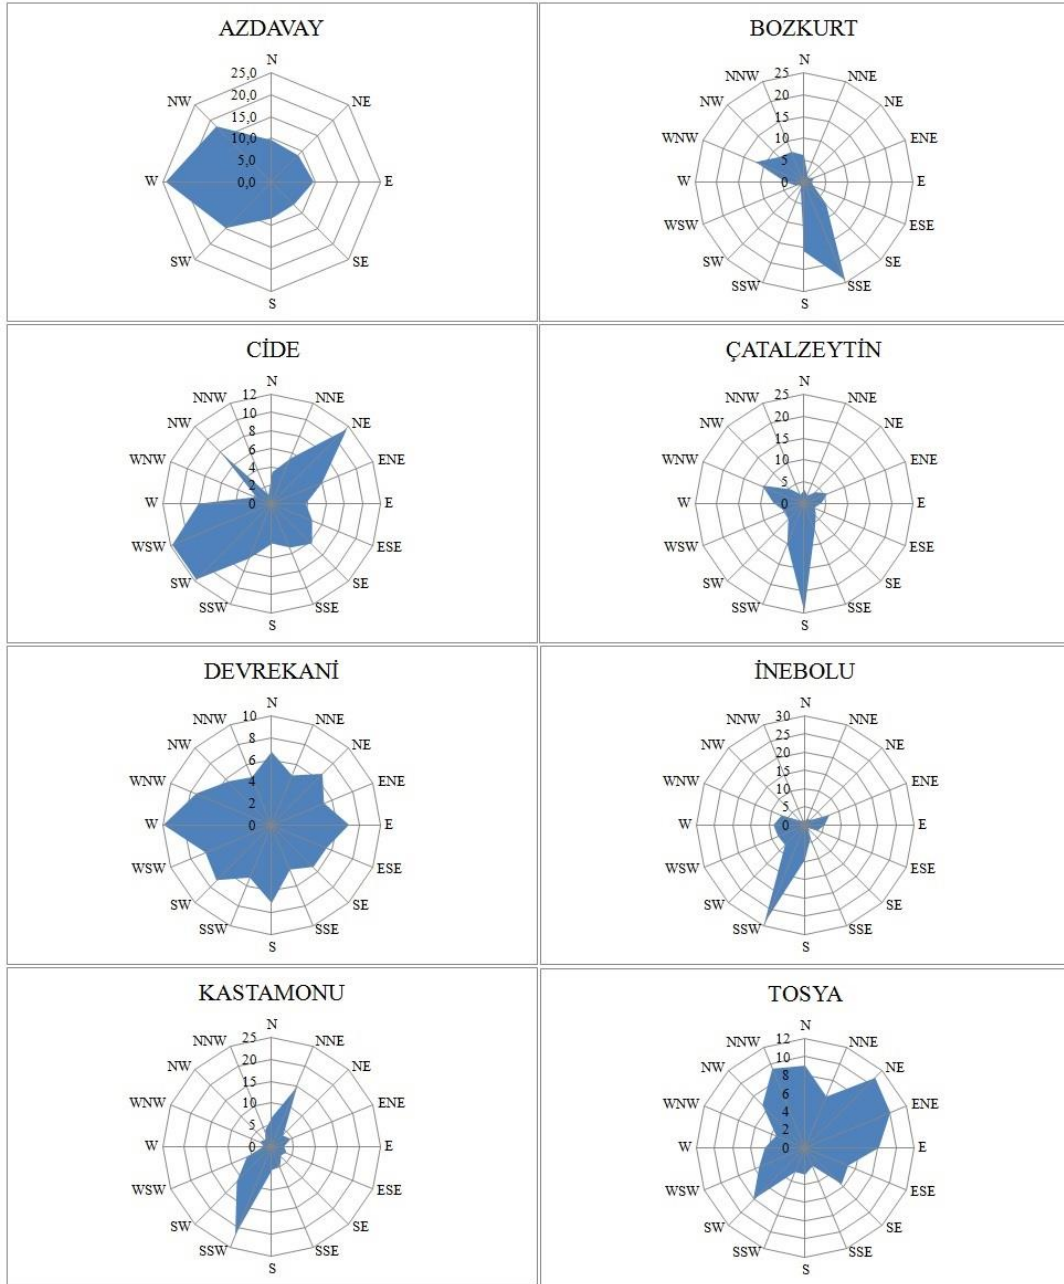 AZDAVAY
N
25,0
20,0
15,0
10,0
5,0
0,0
NE
E
SE
S
SW
W
NW
BOZKURT
N
25
20
15
10
5
0
NNE
NE
ENE
E
ESE
SE
SSE
S
SSW
SW
WSW
W
WNW
NW
NNW
CİDE
N
12
10
8
6
4
2
0
NNE
NE
ENE
E
ESE
SE
SSE
S
SSW
SW
WSW
W
WNW
NW
NNW
ÇATALZEYTİN
N
25
20
15
10
5
0
NNE
NE
ENE
E
ESE
SE
SSE
S
SSW
SW
WSW
W
WNW
NW
NNW
DEVREKANİ
N
10
8
6
4
2
0
NNE
NE
ENE
E
ESE
SE
SSE
S
SSW
SW
WSW
W
WNW
NW
NNW
İNEBOLU
N
30
25
20
15
10
5
0
NNE
NE
ENE
E
ESE
SE
SSE
S
SSW
SW
WSW
W
WNW
NW
NNW
KASTAMONU
N
25
20
15
10
5
0
NNE
NE
ENE
E
ESE
SE
SSE
S
SSW
SW
WSW
W
WNW
NW
NNW
TOSYA
N
12
10
8
6
4
2
0
NNE
NE
ENE
E
ESE
SE
SSE
S
SSW
SW
WSW
W
WNW
NW
NNW